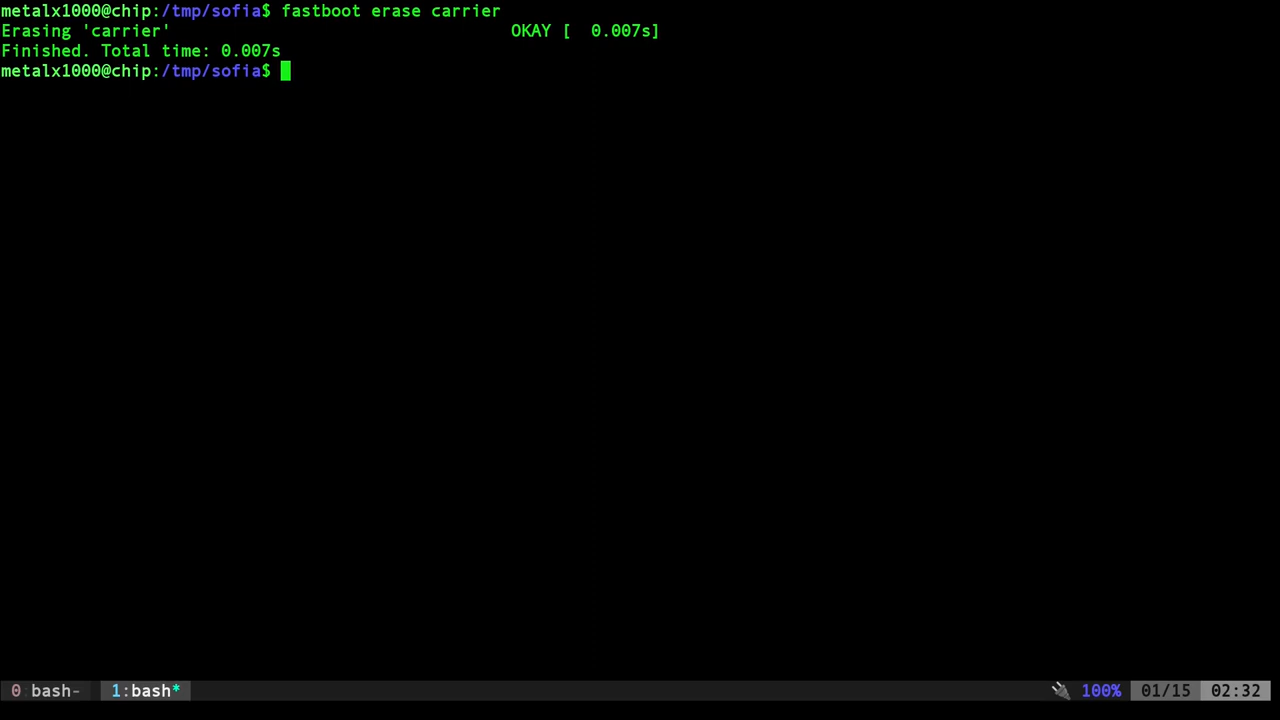 metalx1000@chip:/tmp/sofia$ fastboot erase carrier
Erasing 'carrier'                                  OKAY [  0.007s]
Finished. Total time: 0.007s
metalx1000@chip:/tmp/sofia$
0 bash- 1:bash* 100% 01/15 02:32